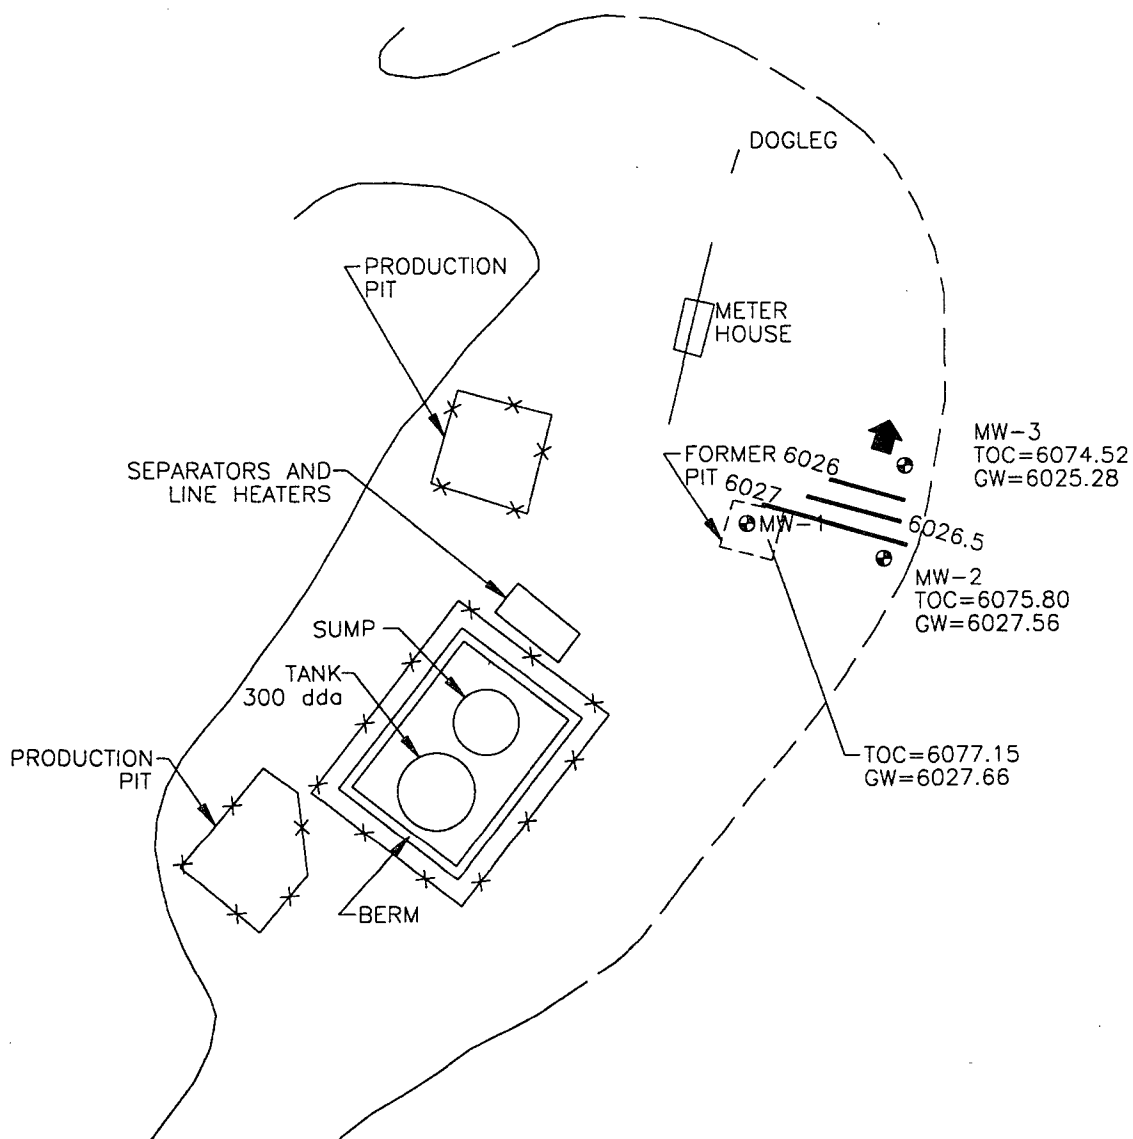 DOGLEG
PRODUCTION
PIT
METER
HOUSE
MW-3
TOC=6074.52
GW=6025.28
FORMER
PIT
6026
6027
SEPARATORS AND
LINE HEATERS
MW-1
6026.5
MW-2
TOC=6075.80
GW=6027.56
SUMP
TANK
300 dda
PRODUCTION
PIT
TOC=6077.15
GW=6027.66
BERM